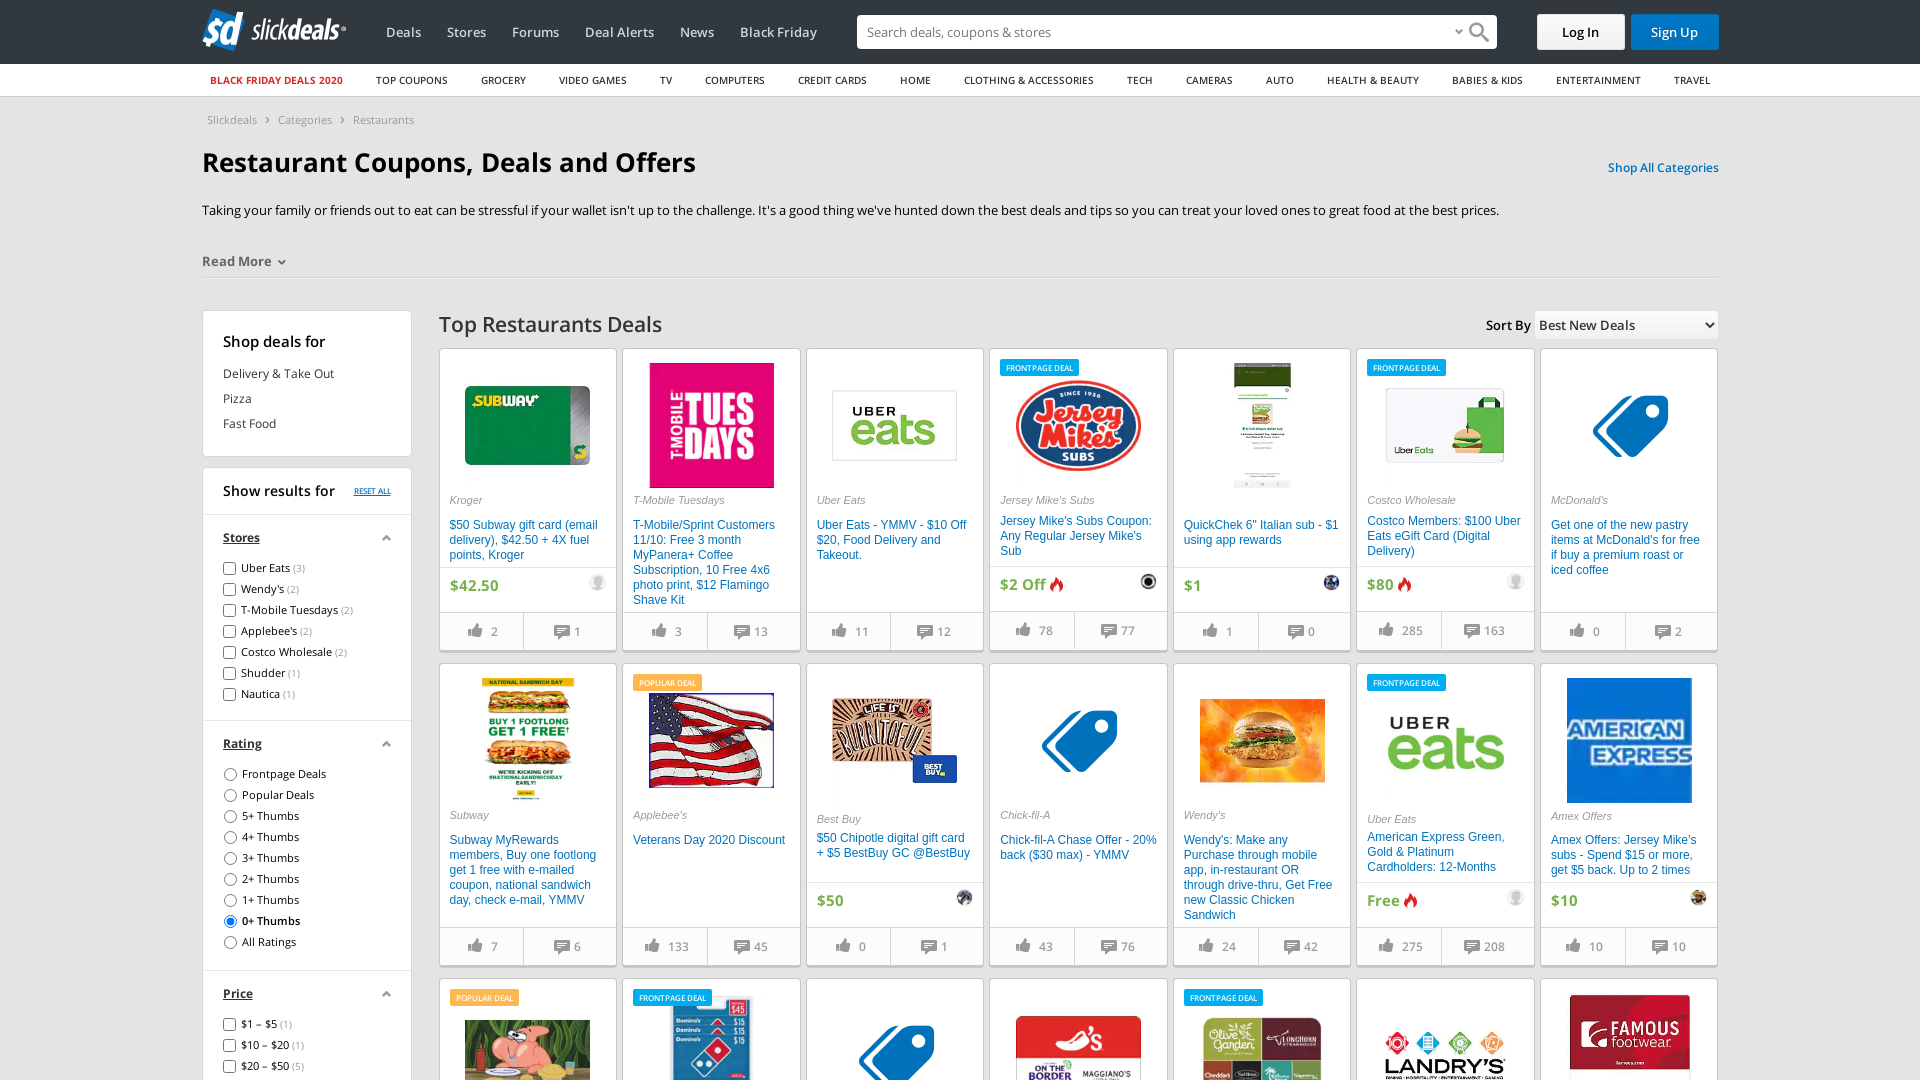 sd slickdeals
Deals Stores Forums Deal Alerts News Black Friday
Search deals, coupons & stores
Log In Sign Up
BLACK FRIDAY DEALS 2020 TOP COUPONS GROCERY VIDEO GAMES TV COMPUTERS CREDIT CARDS HOME CLOTHING & ACCESSORIES TECH CAMERAS AUTO HEALTH & BEAUTY BABIES & KIDS ENTERTAINMENT TRAVEL
Slickdeals > Categories > Restaurants
Restaurant Coupons, Deals and Offers
Shop All Categories
Taking your family or friends out to eat can be stressful if your wallet isn't up to the challenge. It's a good thing we've hunted down the best deals and tips so you can treat your loved ones to great food at the best prices.
Read More
Shop deals for
Delivery & Take Out
Pizza
Fast Food
Show results for RESET ALL
Stores
Uber Eats (3)
Wendy's (2)
T-Mobile Tuesdays (2)
Applebee's (2)
Costco Wholesale (2)
Shudder (1)
Nautica (1)
Rating
Frontpage Deals
Popular Deals
5+ Thumbs
4+ Thumbs
3+ Thumbs
2+ Thumbs
1+ Thumbs
0+ Thumbs
All Ratings
Price
$1 – $5 (1)
$10 – $20 (1)
$20 – $50 (5)
Top Restaurants Deals
Sort By Best New Deals
SUBWAY
Kroger
$50 Subway gift card (email
delivery), $42.50 + 4X fuel
points, Kroger
$42.50
2 1
T-MOBILE
TUES
DAYS
T-Mobile Tuesdays
T-Mobile/Sprint Customers
11/10: Free 3 month
MyPanera+ Coffee
Subscription, 10 Free 4x6
photo print, $12 Flamingo
Shave Kit
3 13
UBER
eats
Uber Eats
Uber Eats - YMMV - $10 Off
$20, Food Delivery and
Takeout.
11 12
FRONTPAGE DEAL
SINCE 1956
Jersey
Mike's
SUBS
Jersey Mike's Subs
Jersey Mike's Subs Coupon:
Any Regular Jersey Mike's
Sub
$2 Off
78 77
QuickChek 6" Italian sub - $1
using app rewards
$1
1 0
FRONTPAGE DEAL
Uber Eats
Costco Wholesale
Costco Members: $100 Uber
Eats eGift Card (Digital
Delivery)
$80
285 163
McDonald's
Get one of the new pastry
items at McDonald's for free
if buy a premium roast or
iced coffee
0 2
NATIONAL SANDWICH DAY
BUY 1 FOOTLONG
GET 1 FREE†
WE'RE KICKING OFF
#NATIONALSANDWICHDAY
EARLY!
Subway
Subway MyRewards
members, Buy one footlong
get 1 free with e-mailed
coupon, national sandwich
day, check e-mail, YMMV
7 6
POPULAR DEAL
Applebee's
Veterans Day 2020 Discount
133 45
LIFE IS
BURRITOFUL
BEST
BUY
Best Buy
$50 Chipotle digital gift card
+ $5 BestBuy GC @BestBuy
$50
0 1
Chick-fil-A
Chick-fil-A Chase Offer - 20%
back ($30 max) - YMMV
43 76
Wendy's
Wendy's: Make any
Purchase through mobile
app, in-restaurant OR
through drive-thru, Get Free
new Classic Chicken
Sandwich
24 42
FRONTPAGE DEAL
UBER
eats
Uber Eats
American Express Green,
Gold & Platinum
Cardholders: 12-Months
Free
275 208
AMERICAN
EXPRESS
Amex Offers
Amex Offers: Jersey Mike's
subs - Spend $15 or more,
get $5 back. Up to 2 times
$10
10 10
POPULAR DEAL
FRONTPAGE DEAL
$45
Domino's $15
Domino's $15
Domino's $15
'S
ON THE
BORDER
MAGGIANO'S
FRONTPAGE DEAL
Olive
Garden
LONGHORN
STEAKHOUSE
Cheddar's
LANDRY'S
DINING • HOSPITALITY • ENTERTAINMENT • GAMING
FAMOUS
footwear
famous.com